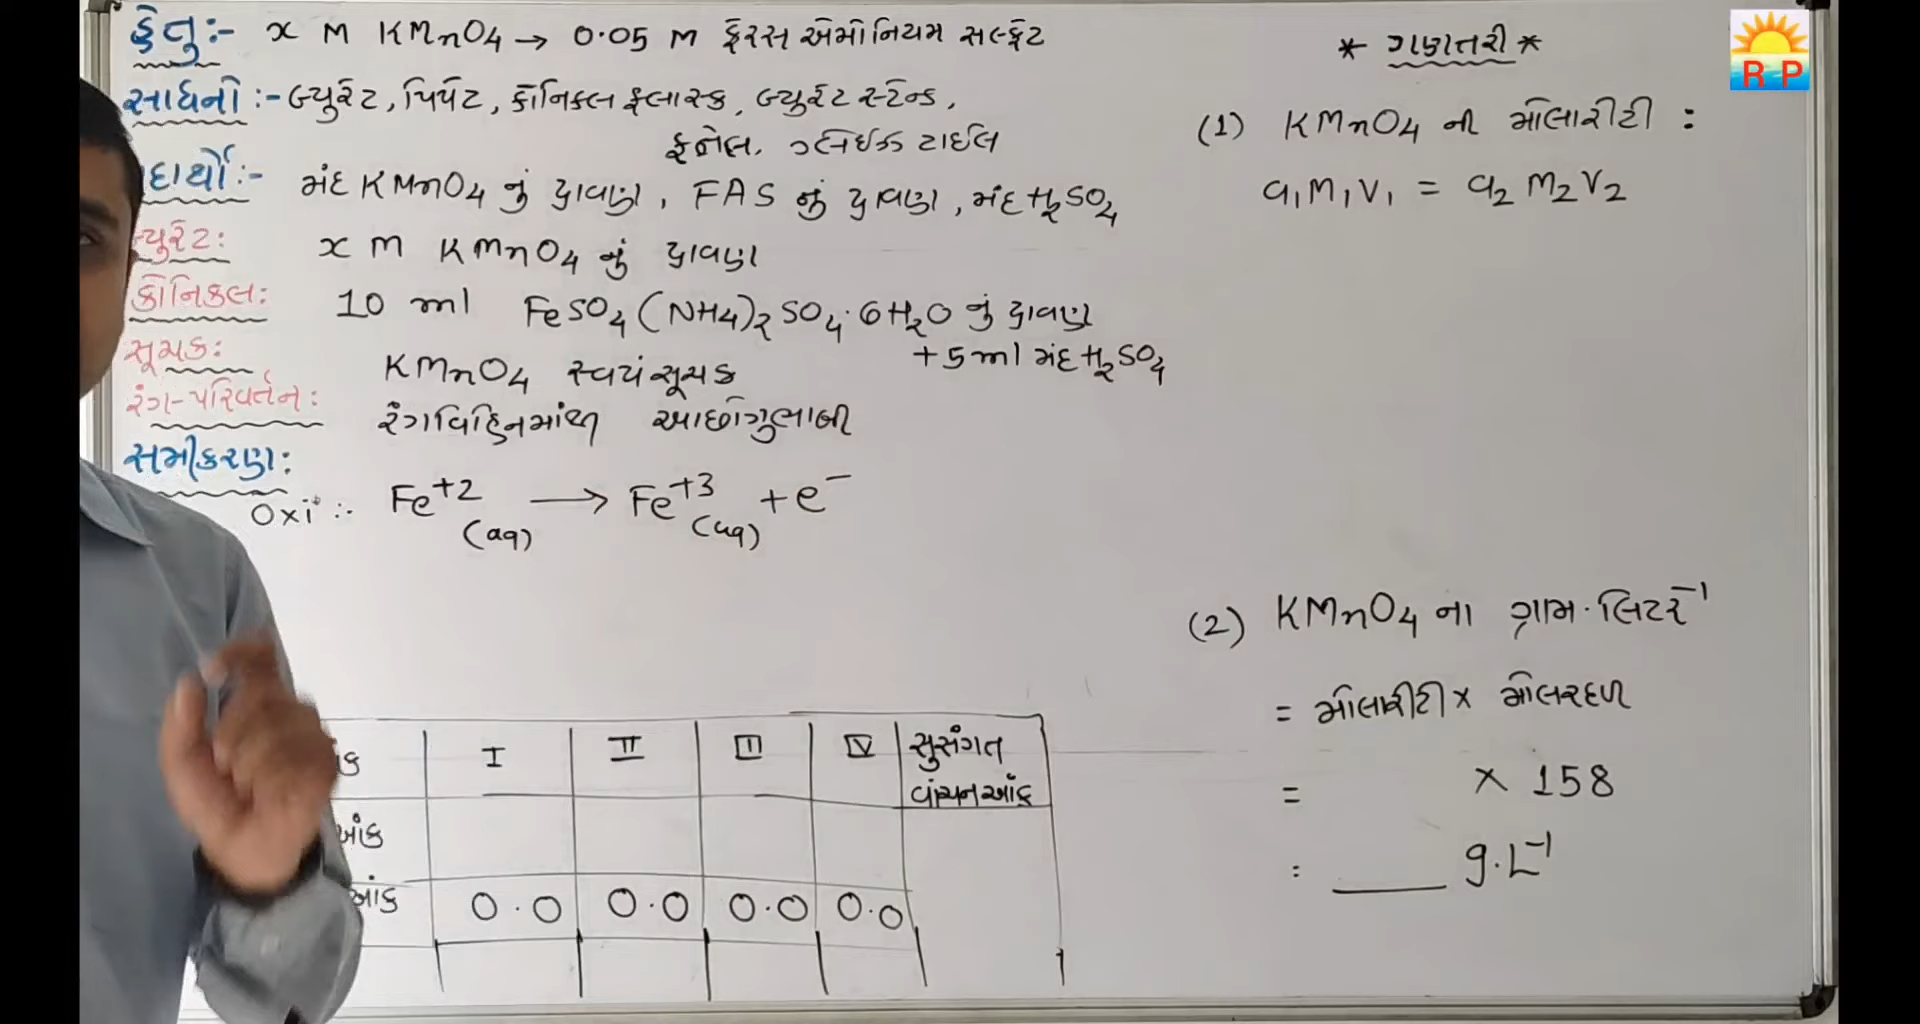 હેતુ:- x M KMnO4 → 0.05 M ફેરસ એમોનિયમ સલ્ફેટ
સાધનો:- બ્યુરેટ, પિપેટ, કોનિકલ ફ્લાસ્ક, બ્યુરેટ સ્ટેન્ડ,
ફનેલ, ગ્લેઈઝ ટાઈલ
દાર્થો:- મંદ KMnO4 નું દ્રાવણ, FAS નું દ્રાવણ, મંદ H2SO4
બ્યુરેટ: x M KMnO4 નું દ્રાવણ
કોનિકલ: 10 ml FeSO4(NH4)2SO4·6H2O નું દ્રાવણ
+5ml મંદ H2SO4
સૂચક: KMnO4 સ્વયંસૂચક
રંગ-પરિવર્તન: રંગવિહિનમાંથી આછોગુલાબી
સમીકરણ:
Oxi:- Fe+2(aq) → Fe+3(aq) + e−
ક I II III IV સુસંગત વાંચનઆંક
આંક
આંક 0.0 0.0 0.0 0.0
* ગણતરી *
(1) KMnO4 ની મોલારીટી :
a1M1V1 = a2M2V2
(2) KMnO4 ના ગ્રામ.લિટર−1
= મોલારીટી x મોલરદળ
= x 158
: ____ g.L−1
RP